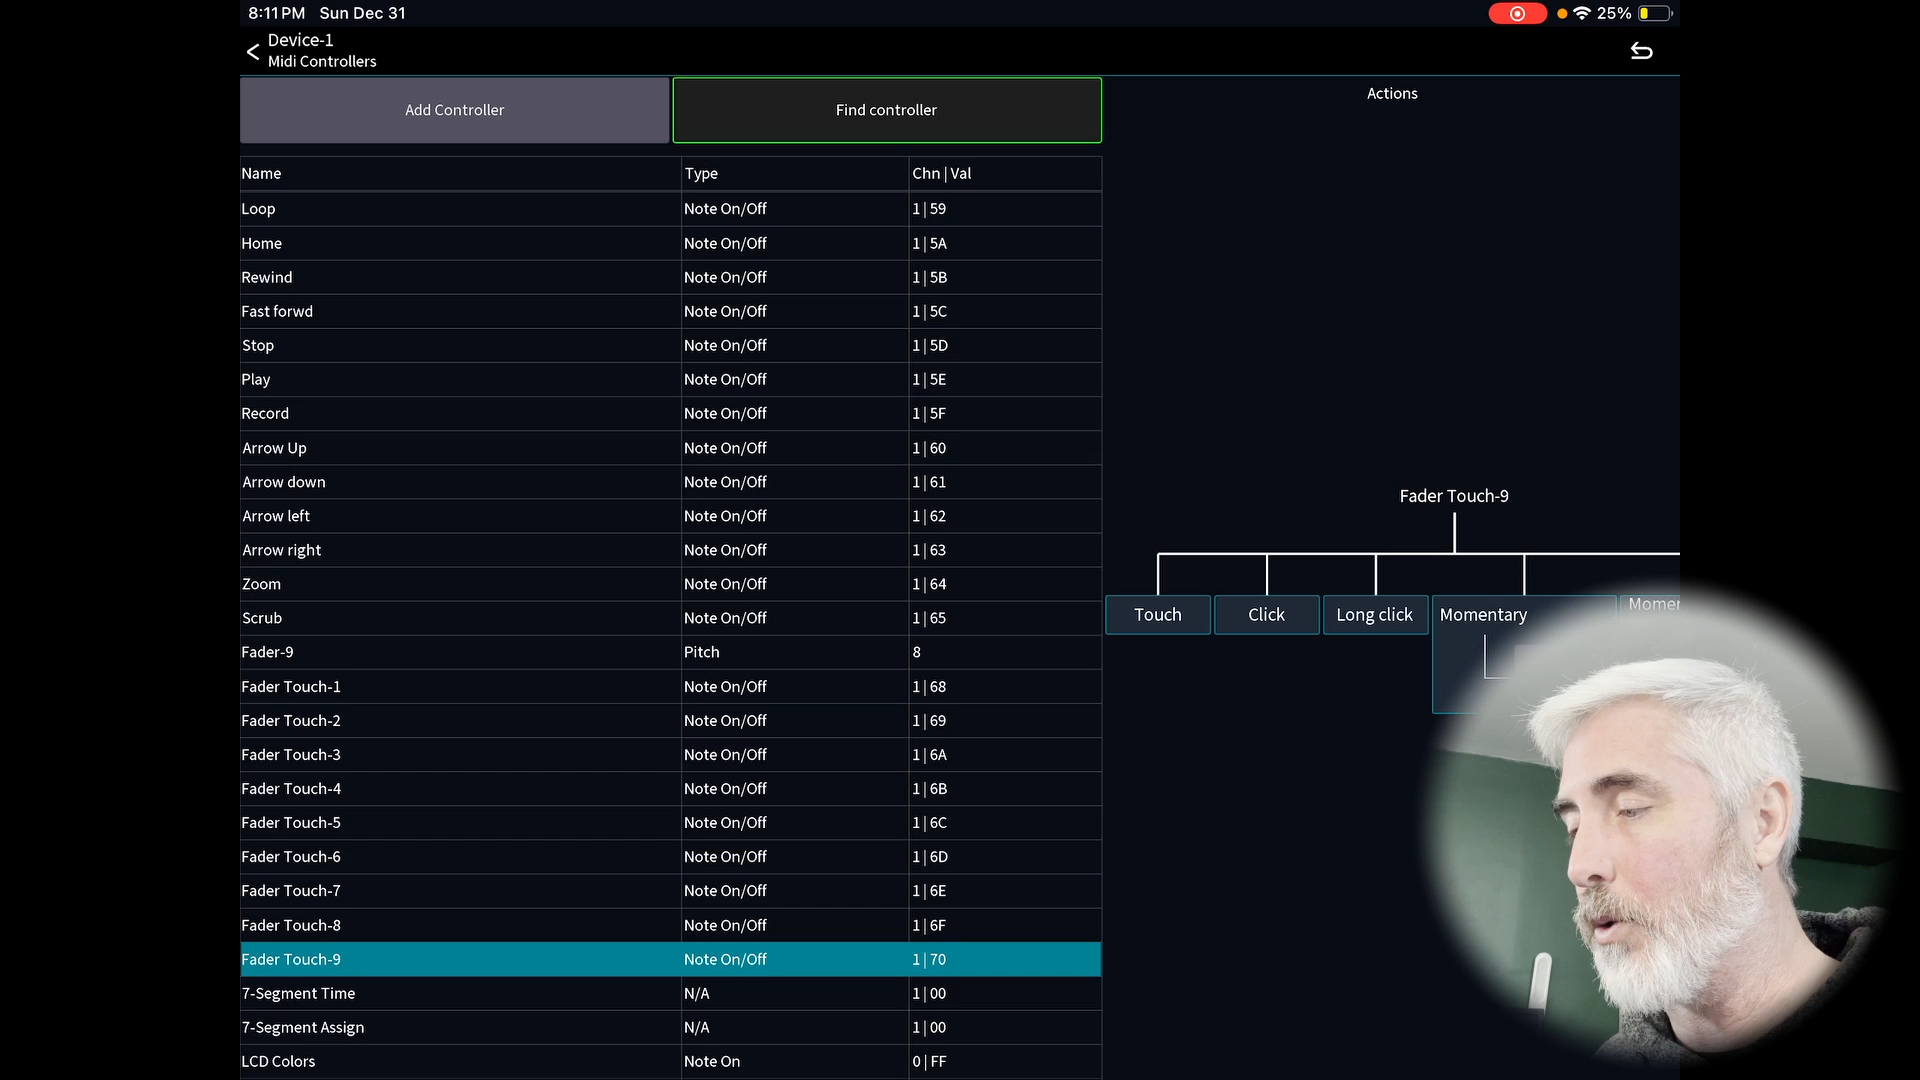 8:11 PM Sun Dec 31
25%
Device-1
Midi Controllers
Add Controller
Find controller
Actions
Name Type Chn | Val
Loop Note On/Off 1 | 59
Home Note On/Off 1 | 5A
Rewind Note On/Off 1 | 5B
Fast forwd Note On/Off 1 | 5C
Stop Note On/Off 1 | 5D
Play Note On/Off 1 | 5E
Record Note On/Off 1 | 5F
Arrow Up Note On/Off 1 | 60
Arrow down Note On/Off 1 | 61
Arrow left Note On/Off 1 | 62
Arrow right Note On/Off 1 | 63
Zoom Note On/Off 1 | 64
Scrub Note On/Off 1 | 65
Fader-9 Pitch 8
Fader Touch-1 Note On/Off 1 | 68
Fader Touch-2 Note On/Off 1 | 69
Fader Touch-3 Note On/Off 1 | 6A
Fader Touch-4 Note On/Off 1 | 6B
Fader Touch-5 Note On/Off 1 | 6C
Fader Touch-6 Note On/Off 1 | 6D
Fader Touch-7 Note On/Off 1 | 6E
Fader Touch-8 Note On/Off 1 | 6F
Fader Touch-9 Note On/Off 1 | 70
7-Segment Time N/A 1 | 00
7-Segment Assign N/A 1 | 00
LCD Colors Note On 0 | FF
Fader Touch-9
Touch
Click
Long click
Momentary